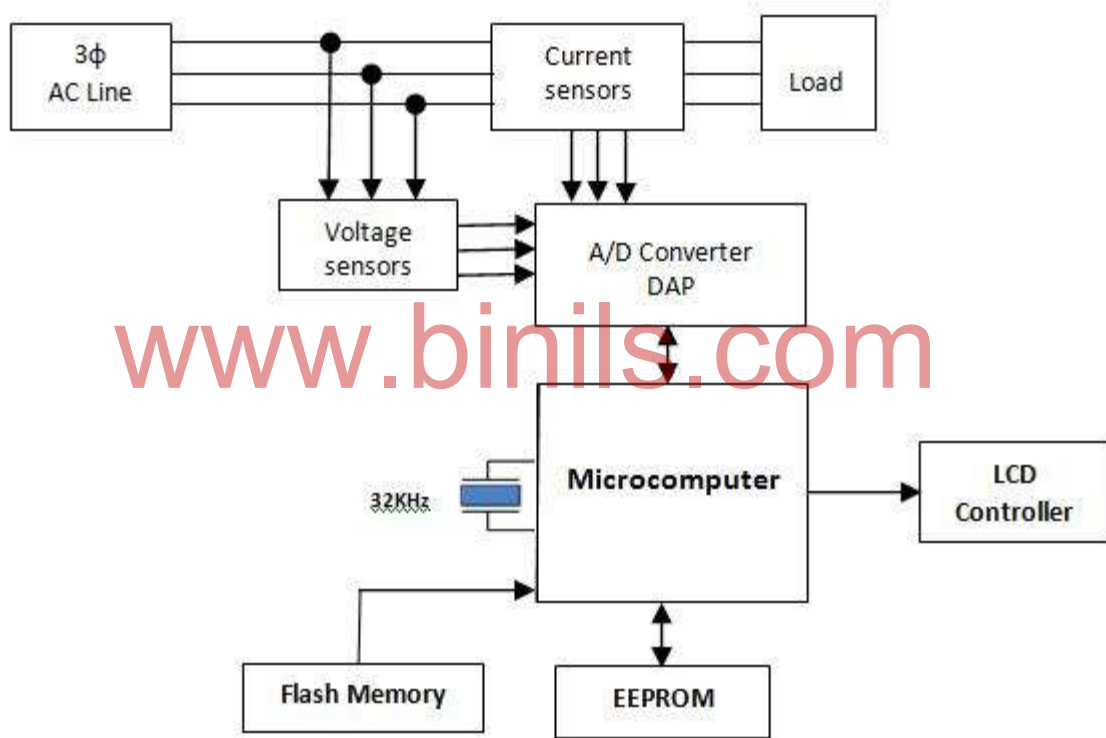 3ϕ
AC Line
Current
sensors
Load
Voltage
sensors
A/D Converter
DAP
www.binils.com
Microcomputer
32KHz
LCD
Controller
Flash Memory
EEPROM